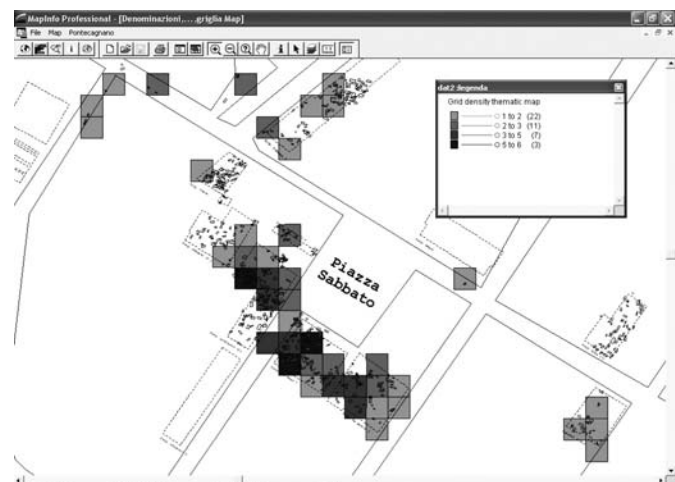 MapInfo Professional - [Denominazioni,... ,griglia Map]
File Map Pontecagnano
dat2 :legenda
Grid density thematic map
1 to 2 (22)
2 to 3 (11)
3 to 5 (7)
5 to 6 (3)
Piazza
Sabbato